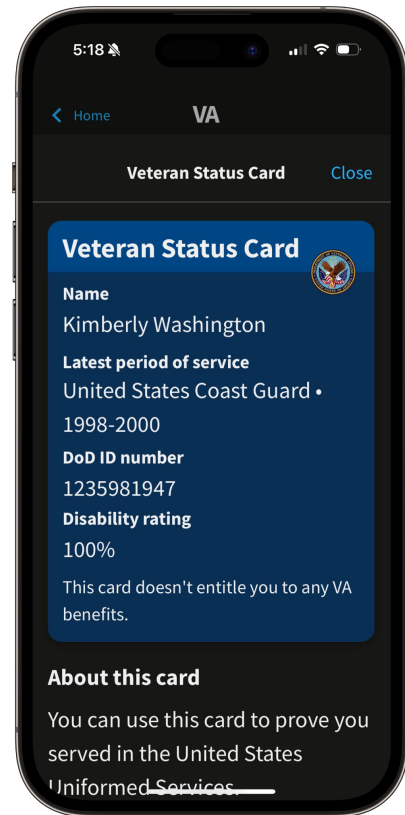 5:18
Home
VA
Veteran Status Card
Close
Veteran Status Card
Name
Kimberly Washington
Latest period of service
United States Coast Guard •
1998-2000
DoD ID number
1235981947
Disability rating
100%
This card doesn't entitle you to any VA
benefits.
About this card
You can use this card to prove you
served in the United States
Uniformed Services.